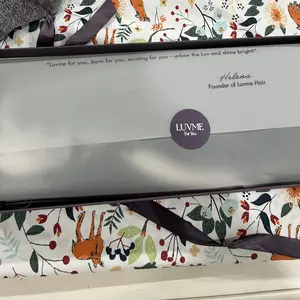 "Luvme for you, born for you, existing for you—unbox the Luv and shine bright!"
Helena
Founder of Luvme Hair
LUVME
For You